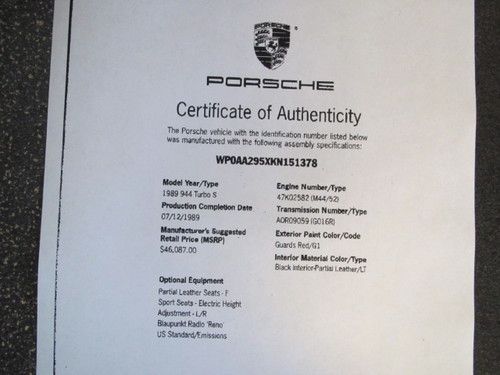 PORSCHE
PORSCHE
Certificate of Authenticity
The Porsche vehicle with the identification number listed below
was manufactured with the following assembly specifications:
WP0AA295XKN151378
Model Year/Type
1989 944 Turbo S
Production Completion Date
07/12/1989
Manufacturer's Suggested
Retail Price (MSRP)
$46,087.00
Engine Number/Type
47K02582 (M44/52)
Transmission Number/Type
AOR09059 (G016R)
Exterior Paint Color/Code
Guards Red/G1
Interior Material Color/Type
Black Interior-Partial Leather/LT
Optional Equipment
Partial Leather Seats - F
Sport Seats - Electric Height
Adjustment - L/R
Blaupunkt Radio 'Reno
US Standard/Emissions